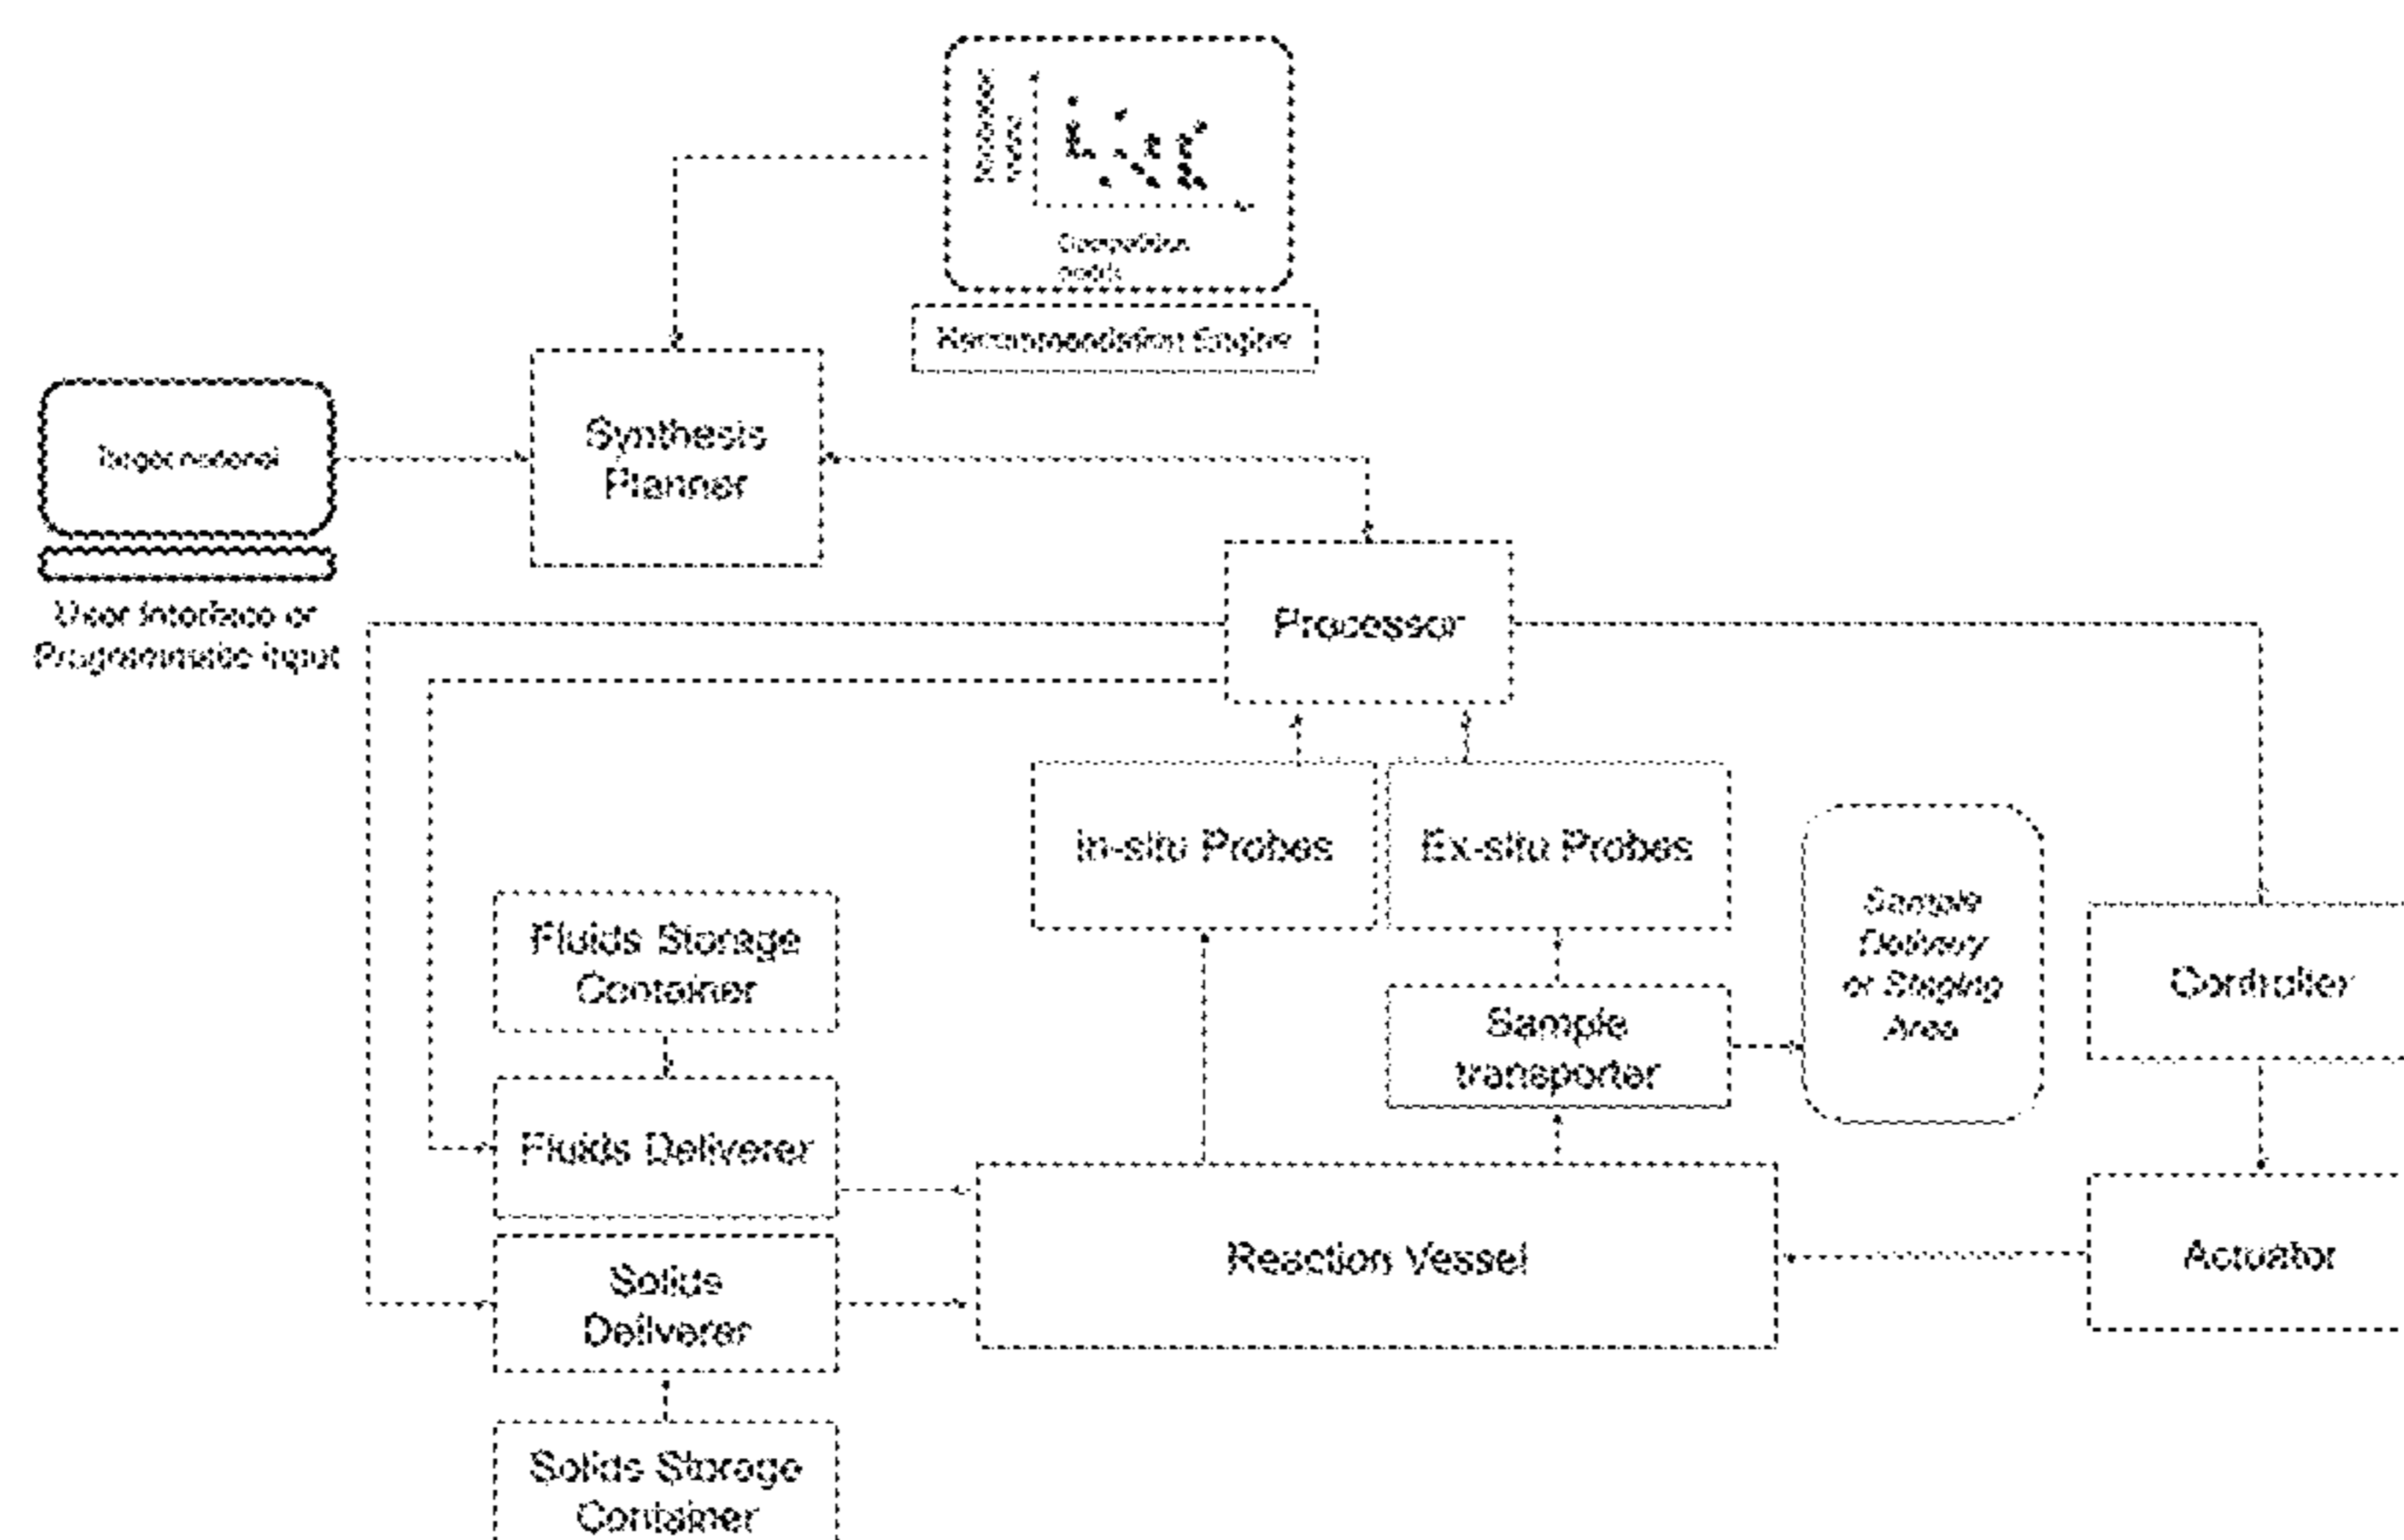 Recommendation Engine
Target material
Synthesis
Planner
User Interface or
Programmatic Input
Processor
In-situ Probes
Ex-situ Probes
Sample
Delivery
or Staging
Area
Fluids Storage
Container
Controller
Sample
transporter
Fluids Deliverer
Solids
Deliverer
Reaction Vessel
Actuator
Solids Storage
Container